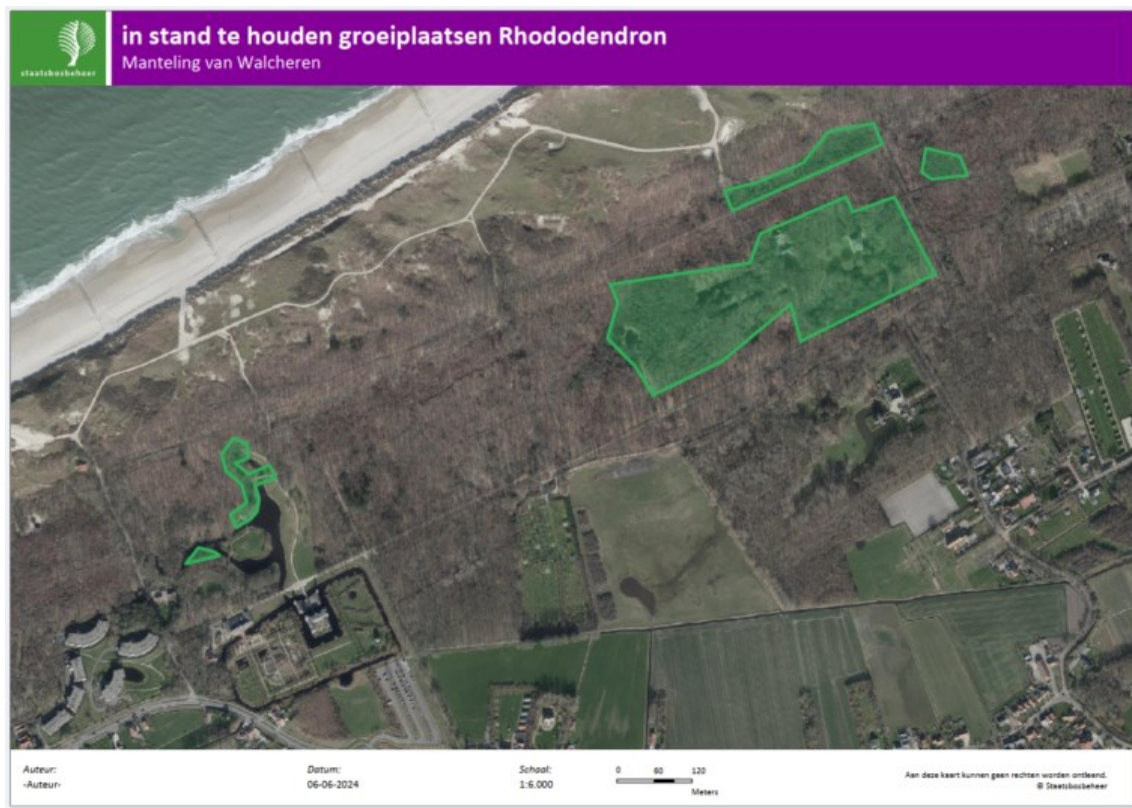 in stand te houden groeiplaatsen Rhododendron
Manteling van Walcheren
staatsbosbeheer
Auteur:
-Auteur-
Datum:
06-06-2024
Schaal:
1:6.000
0 60 120
Meters
Aan deze kaart kunnen geen rechten worden ontleend.
© Staatsbosbeheer